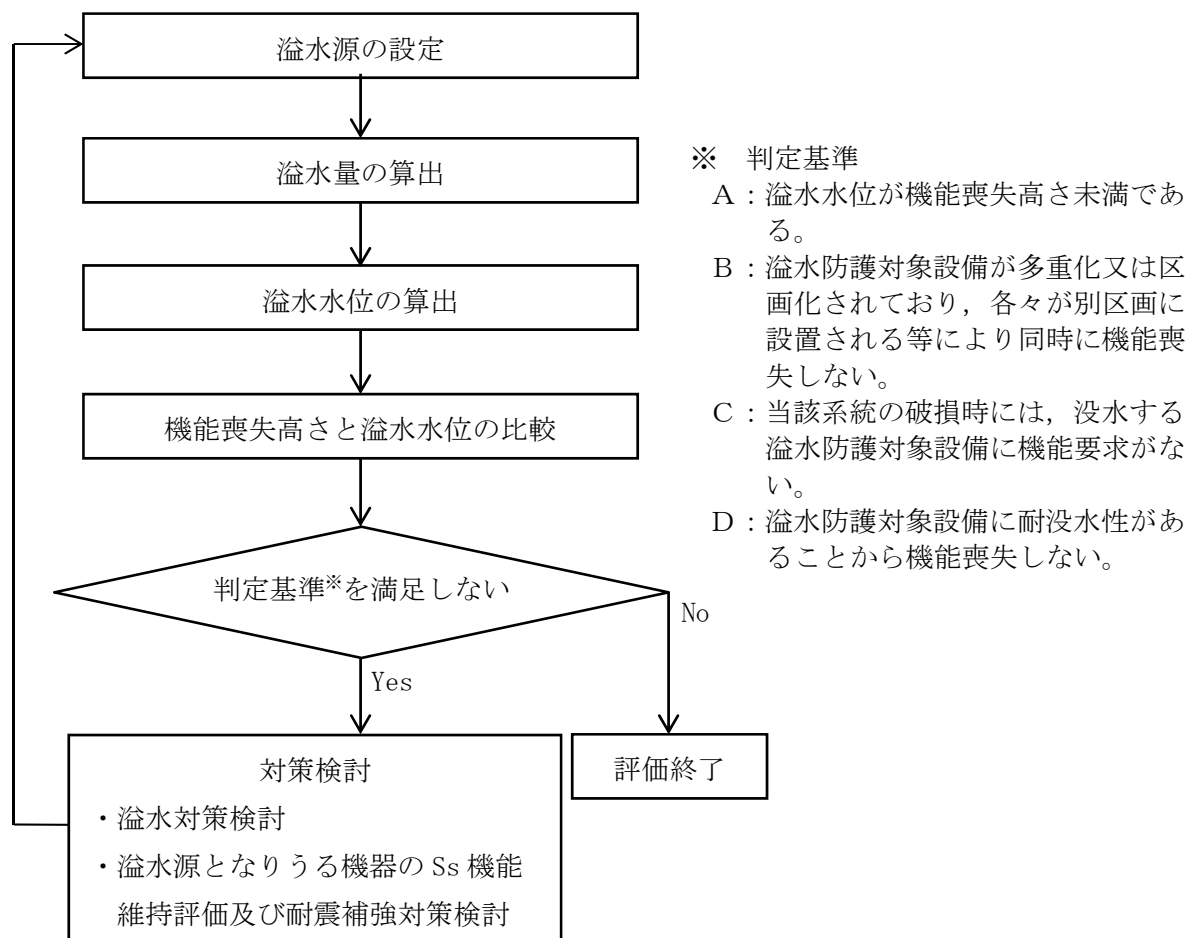 溢水源の設定
溢水量の算出
溢水水位の算出
機能喪失高さと溢水水位の比較
判定基準※を満足しない
No
Yes
対策検討
・溢水対策検討
・溢水源となりうる機器の Ss 機能
維持評価及び耐震補強対策検討
評価終了
※ 判定基準
A:溢水水位が機能喪失高さ未満であ
る。
B:溢水防護対象設備が多重化又は区
画化されており,各々が別区画に
設置される等により同時に機能喪
失しない。
C:当該系統の破損時には,没水する
溢水防護対象設備に機能要求がな
い。
D:溢水防護対象設備に耐没水性があ
ることから機能喪失しない。